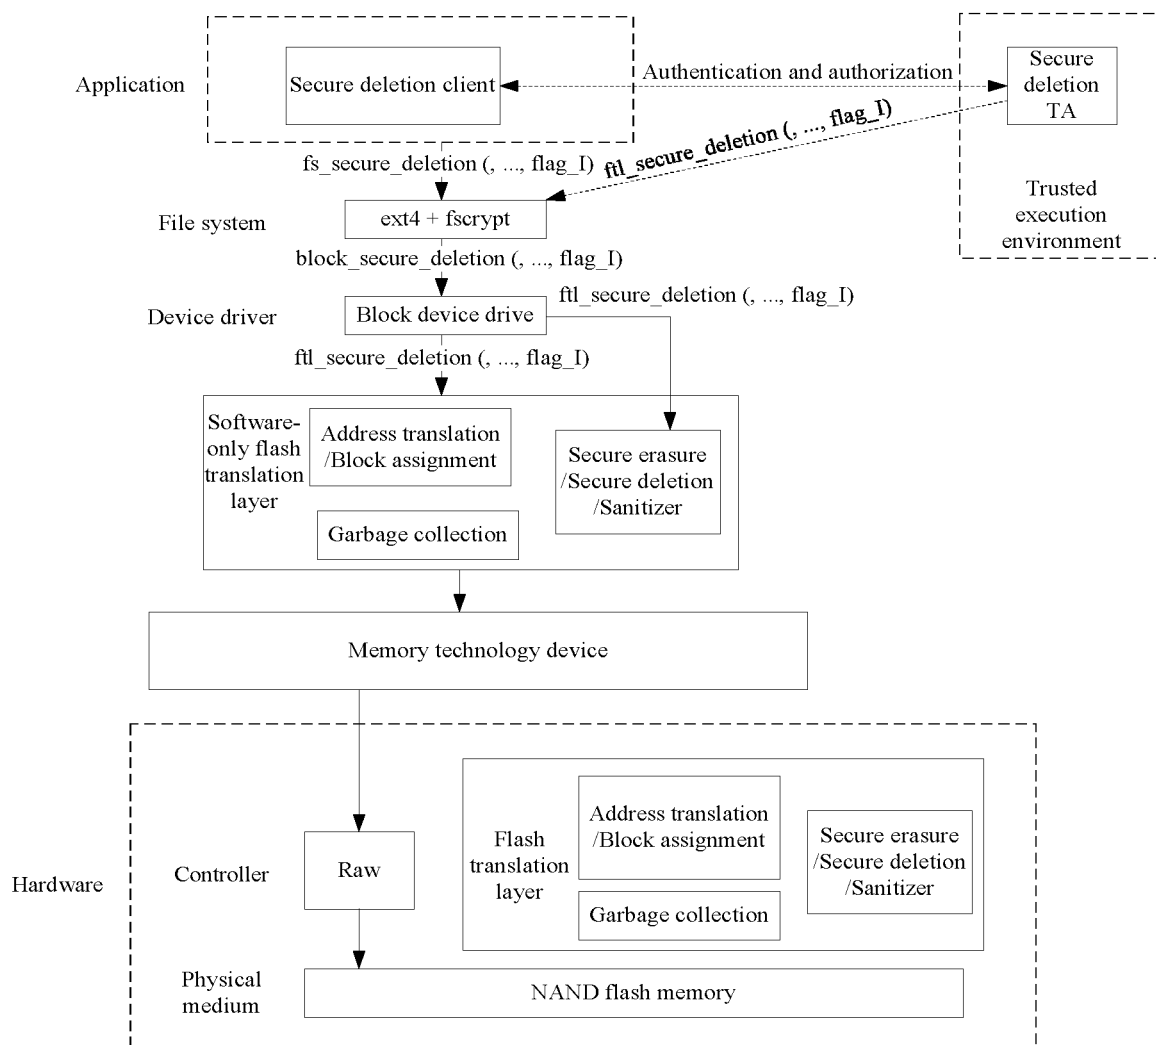 Application
Secure deletion client
Authentication and authorization
Secure
deletion
TA
fs_secure_deletion (, ..., flag_I)
ftl_secure_deletion (, ..., flag_I)
Trusted
execution
environment
File system
ext4 + fscrypt
block_secure_deletion (, ..., flag_I)
ftl_secure_deletion (, ..., flag_I)
Device driver
Block device drive
ftl_secure_deletion (, ..., flag_I)
Software-
only flash
translation
layer
Address translation
/Block assignment
Garbage collection
Secure erasure
/Secure deletion
/Sanitizer
Memory technology device
Hardware
Controller
Raw
Flash
translation
layer
Address translation
/Block assignment
Garbage collection
Secure erasure
/Secure deletion
/Sanitizer
Physical
medium
NAND flash memory